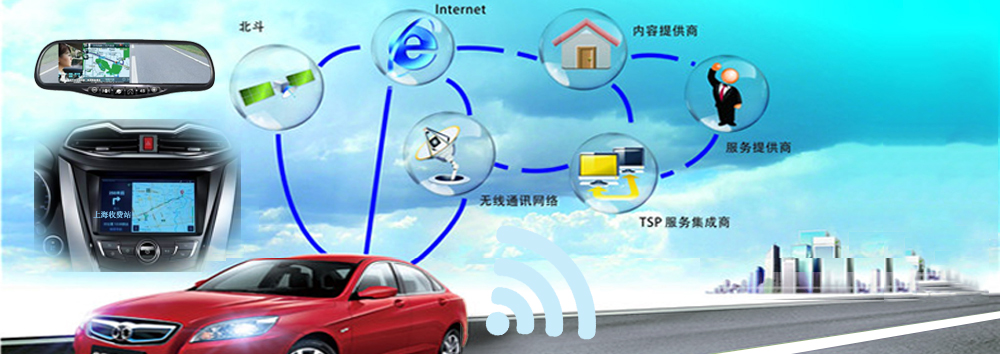 北斗
Internet
内容提供商
服务提供商
无线通讯网络
TSP 服务集成商
上海收费站